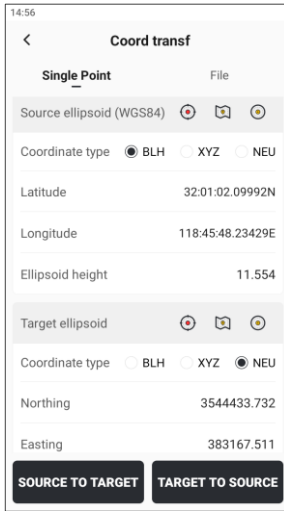 14:56
Coord transf
Single Point File
Source ellipsoid (WGS84)
Coordinate type BLH XYZ NEU
Latitude 32:01:02.09992N
Longitude 118:45:48.23429E
Ellipsoid height 11.554
Target ellipsoid
Coordinate type BLH XYZ NEU
Northing 3544433.732
Easting 383167.511
SOURCE TO TARGET TARGET TO SOURCE